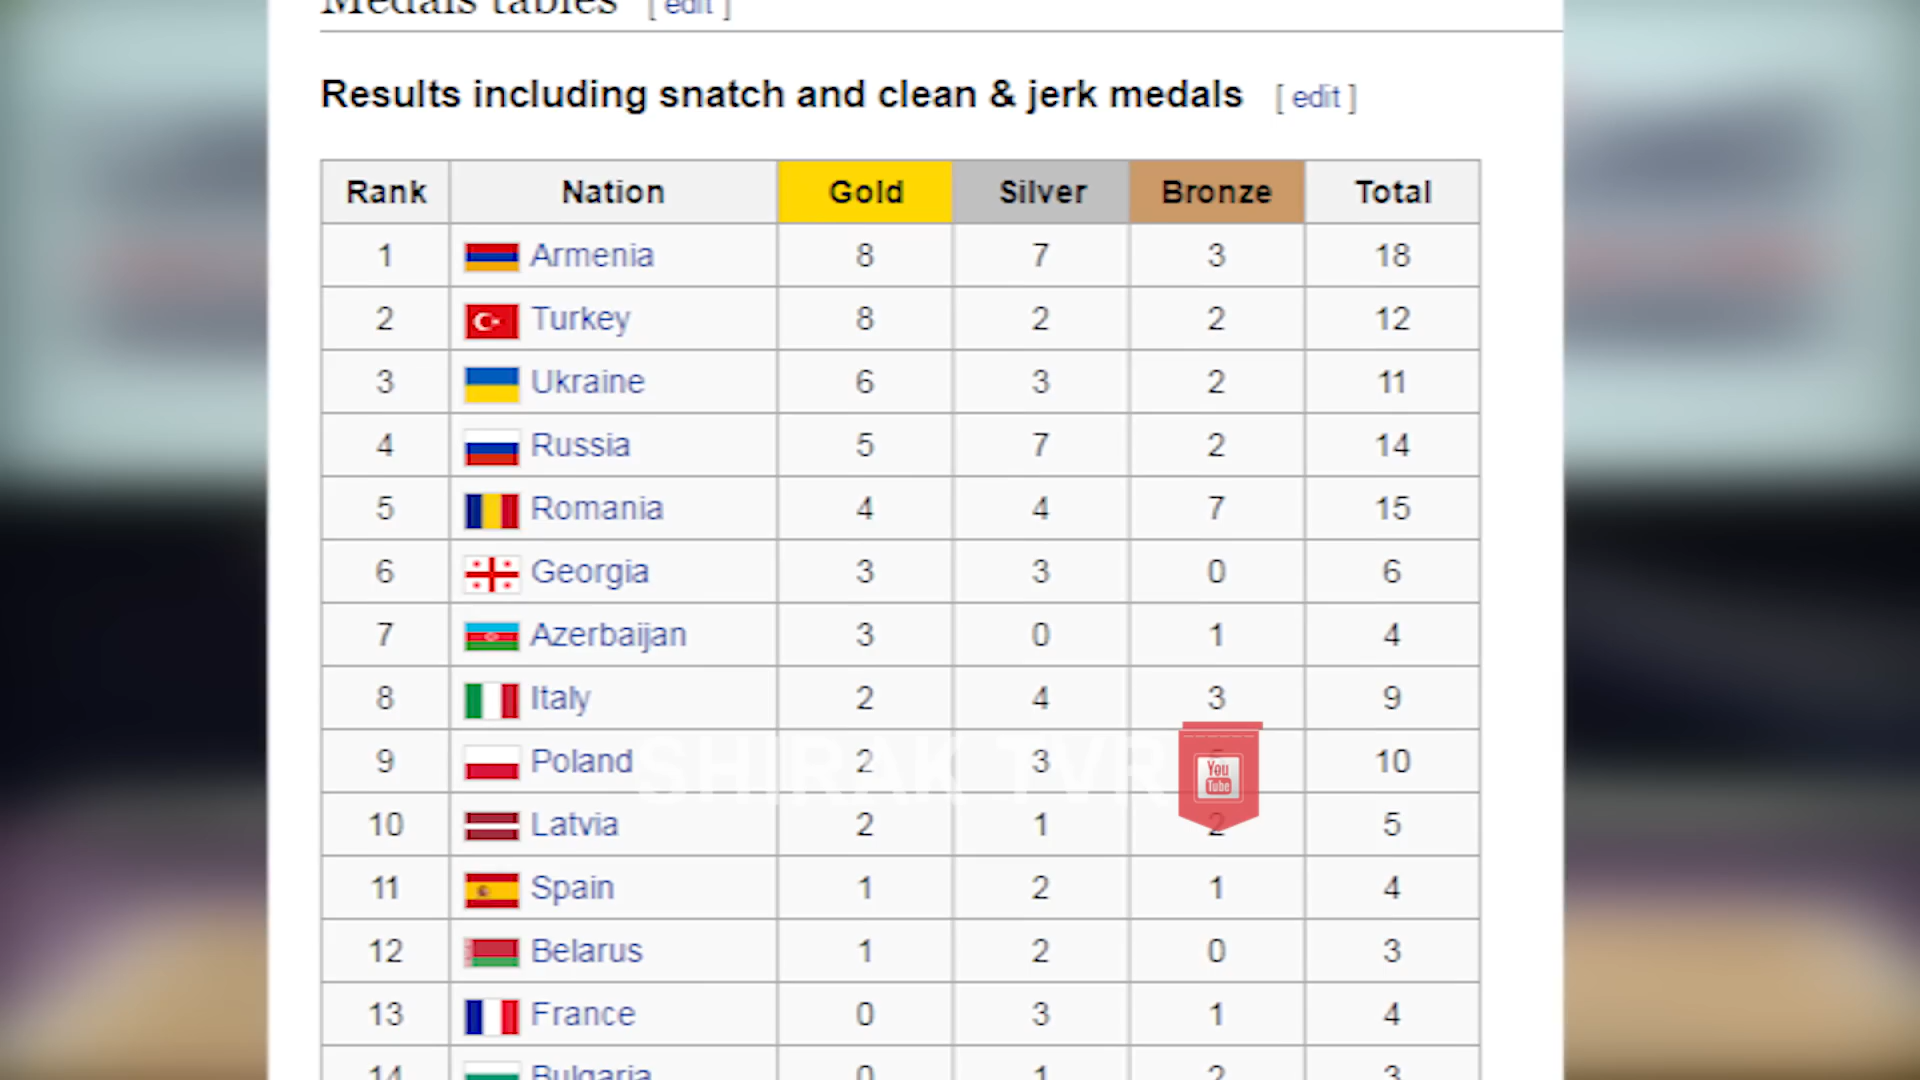 Medals tables [ edit ]
Results including snatch and clean & jerk medals [ edit ]
Rank Nation Gold Silver Bronze Total
1 Armenia 8 7 3 18
2 Turkey 8 2 2 12
3 Ukraine 6 3 2 11
4 Russia 5 7 2 14
5 Romania 4 4 7 15
6 Georgia 3 3 0 6
7 Azerbaijan 3 0 1 4
8 Italy 2 4 3 9
9 Poland 2 3 5 10
SHIRAK TVR
You
Tube
10 Latvia 2 1 2 5
11 Spain 1 2 1 4
12 Belarus 1 2 0 3
13 France 0 3 1 4
14 Bulgaria 0 1 2 3